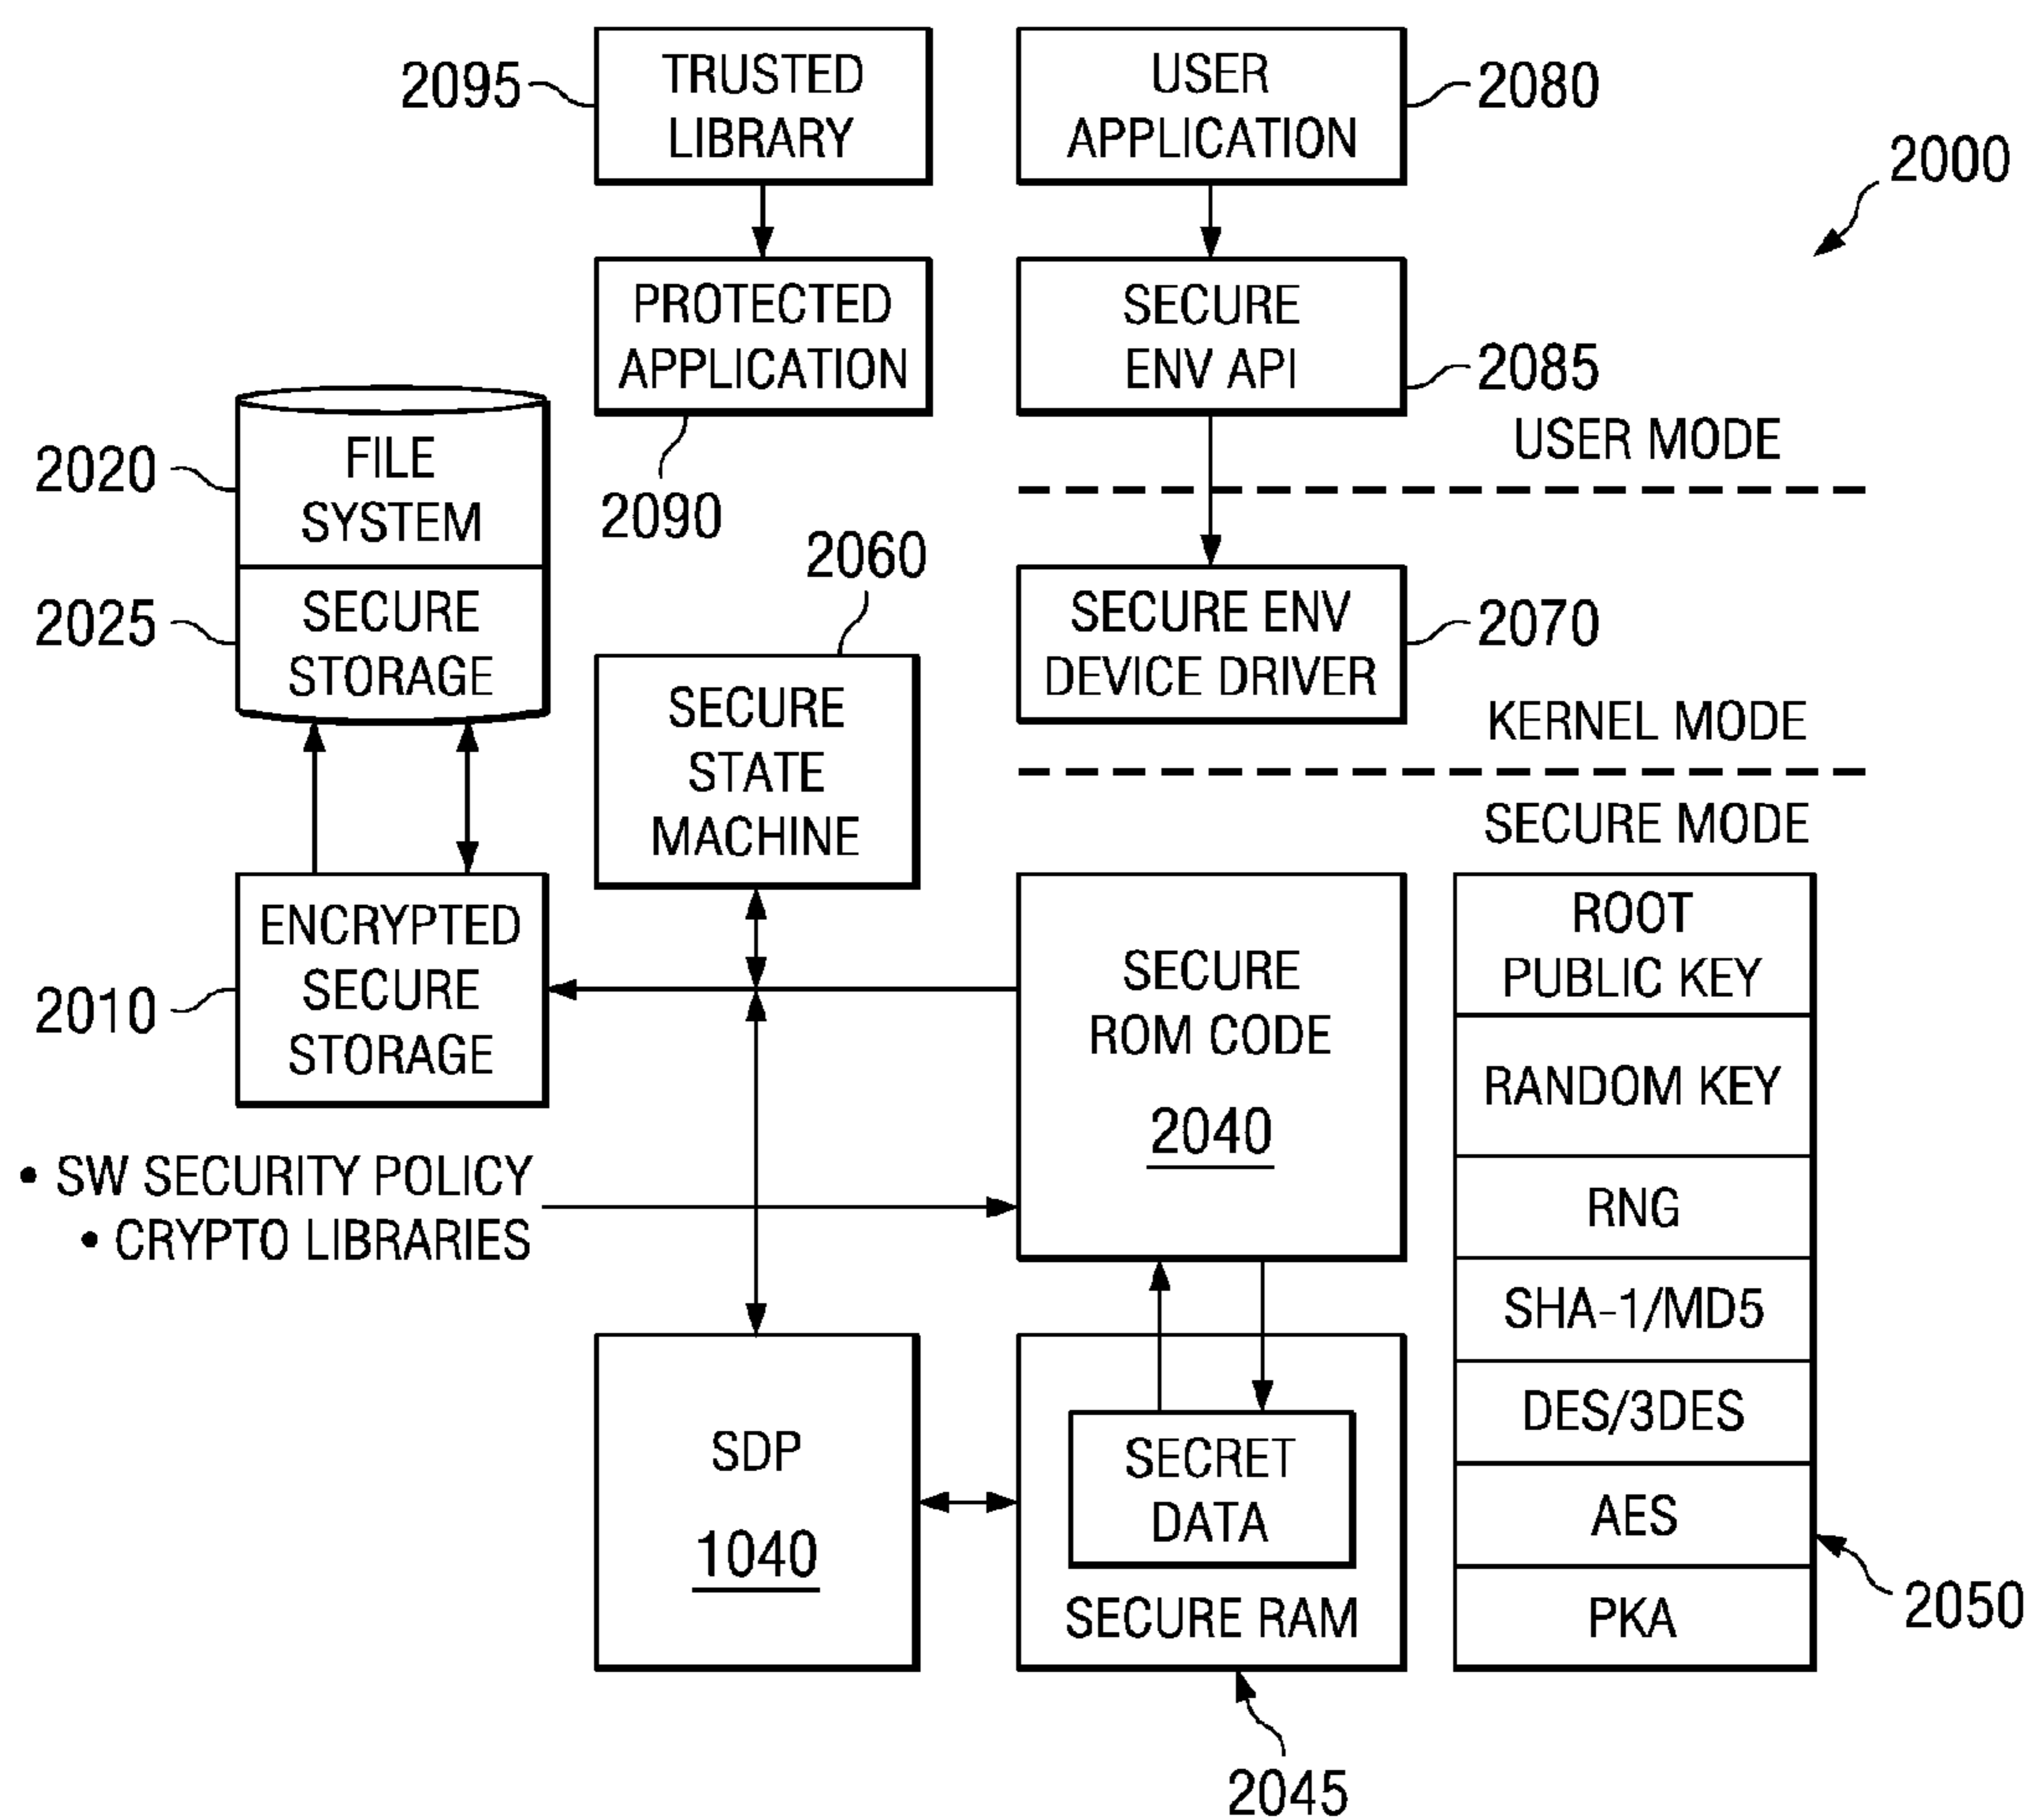 2095
TRUSTED
LIBRARY
USER
APPLICATION
2080
2000
PROTECTED
APPLICATION
2090
SECURE
ENV API
2085
USER MODE
2020
FILE
SYSTEM
2025
SECURE
STORAGE
2060
SECURE
STATE
MACHINE
SECURE ENV
DEVICE DRIVER
2070
KERNEL MODE
SECURE MODE
2010
ENCRYPTED
SECURE
STORAGE
SECURE
ROM CODE
2040
ROOT
PUBLIC KEY
RANDOM KEY
RNG
SHA-1/MD5
DES/3DES
AES
PKA
2050
• SW SECURITY POLICY
• CRYPTO LIBRARIES
SDP
1040
SECRET
DATA
SECURE RAM
2045